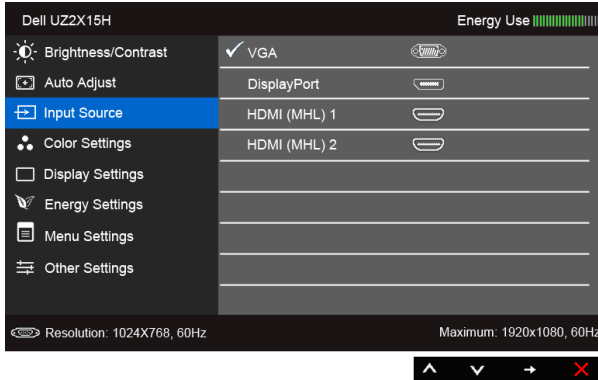 Dell UZ2X15H Energy Use
Brightness/Contrast
VGA
Auto Adjust
DisplayPort
Input Source
HDMI (MHL) 1
Color Settings
HDMI (MHL) 2
Display Settings
Energy Settings
Menu Settings
Other Settings
Resolution: 1024X768, 60Hz
Maximum: 1920x1080, 60Hz